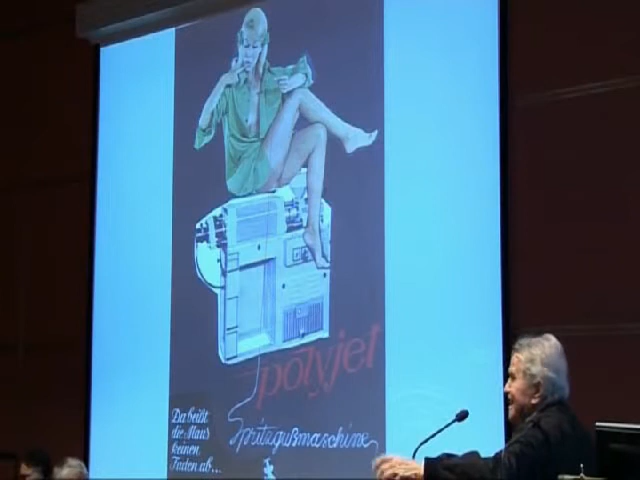 polyjet
Spritzgußmaschine
Da beißt
die Maus
keinen
Faden ab...